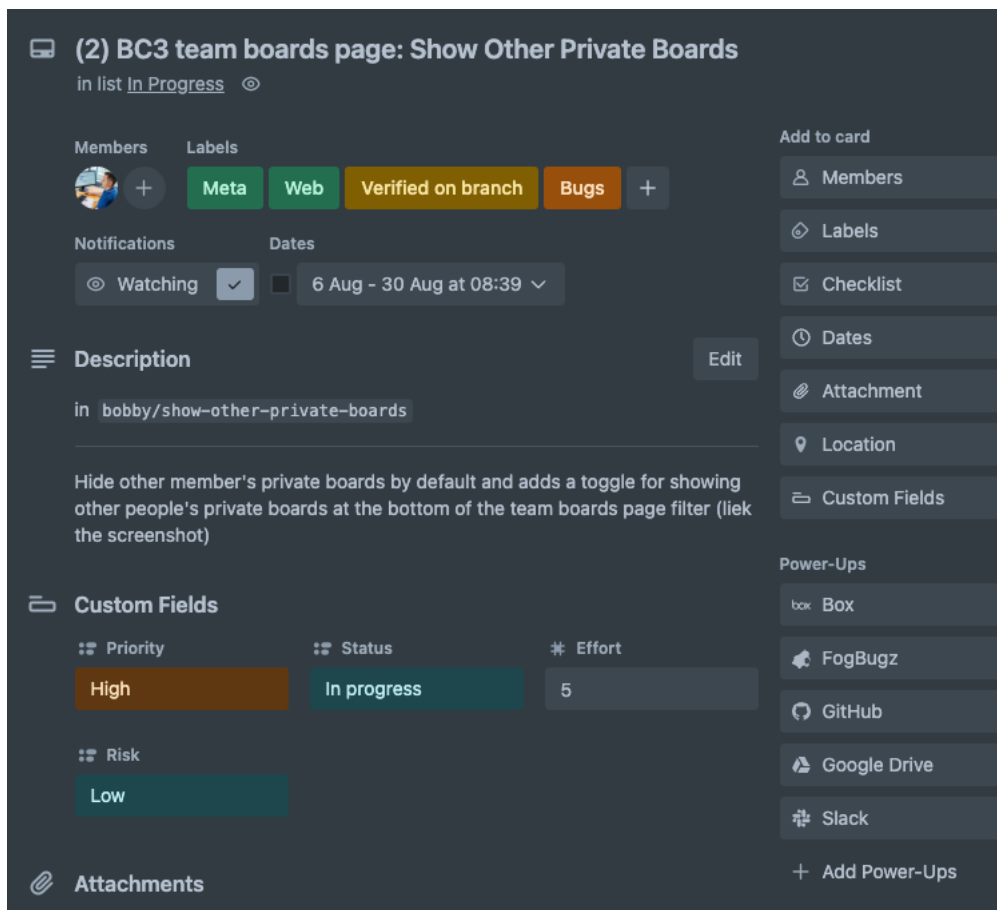 (2) BC3 team boards page: Show Other Private Boards
in list In Progress
Members
Labels
+
Meta
Web
Verified on branch
Bugs
+
Notifications
Dates
Watching
6 Aug - 30 Aug at 08:39
Description
Edit
in bobby/show-other-private-boards
Hide other member's private boards by default and adds a toggle for showing
other people's private boards at the bottom of the team boards page filter (liek
the screenshot)
Custom Fields
Priority
Status
Effort
High
In progress
5
Risk
Low
Attachments
Add to card
Members
Labels
Checklist
Dates
Attachment
Location
Custom Fields
Power-Ups
box Box
FogBugz
GitHub
Google Drive
Slack
+ Add Power-Ups